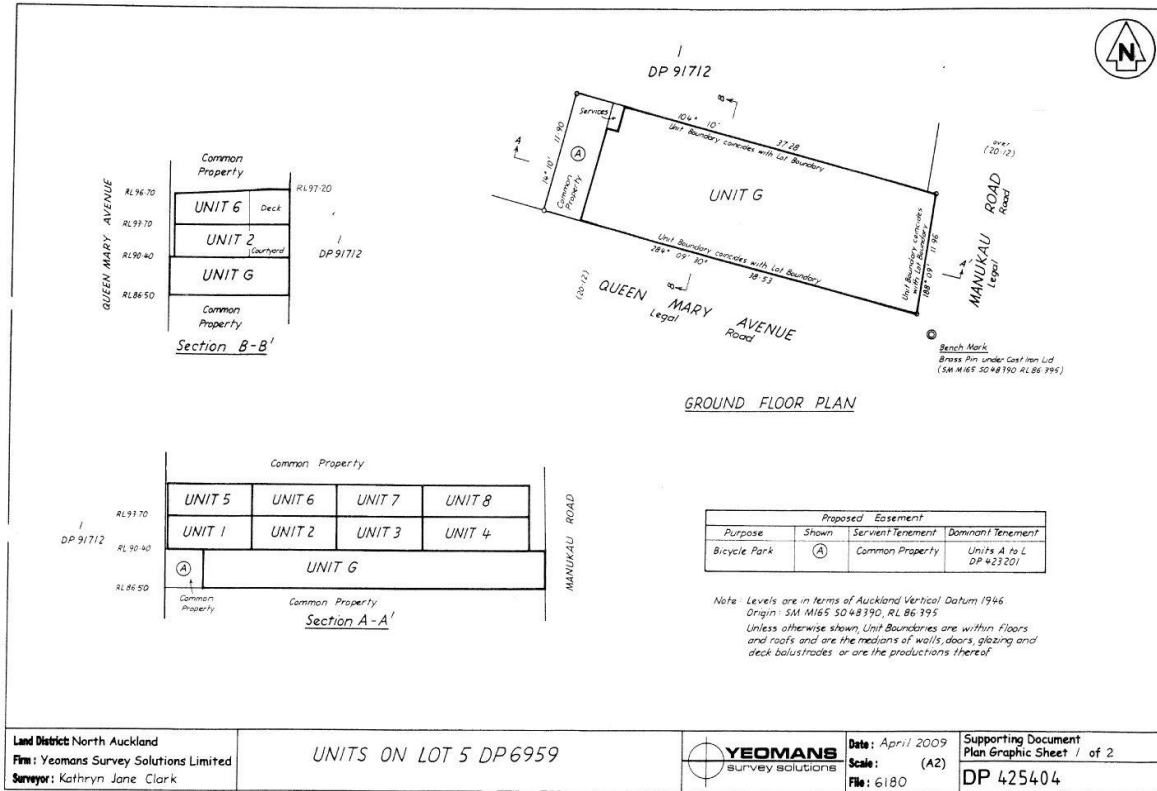 1
DP 91712
N
Services
104° 10'
37·28
Unit Boundary coincides with Lot Boundary
B
A
14° 10'
11·90
A
Common
Property
UNIT G
over
(20·12)
MANUKAU ROAD
Legal Road
Unit Boundary coincides
with Lot Boundary
188° 09' 11·96
A'
Unit Boundary coincides with Lot Boundary
284° 09' 30"
38·53
B'
(20·12)
QUEEN MARY AVENUE
Legal Road
Bench Mark
Brass Pin under Cast Iron Lid
(SM M165 SO 48390 RL 86·395)
GROUND FLOOR PLAN
Common
Property
QUEEN MARY AVENUE
RL 96·70
RL 97·20
UNIT 6
Deck
RL 93·70
UNIT 2
Courtyard
1
DP 91712
RL 90·40
UNIT G
RL 86·50
Common
Property
Section B-B'
Common Property
UNIT 5 UNIT 6 UNIT 7 UNIT 8
RL 93·70
UNIT 1 UNIT 2 UNIT 3 UNIT 4
1
DP 91712
RL 90·40
A
UNIT G
RL 86·50
MANUKAU ROAD
Common
Property
Common Property
Section A-A'
Proposed Easement
Purpose Shown Servient Tenement Dominant Tenement
Bicycle Park A Common Property Units A to L
DP 423201
Note: Levels are in terms of Auckland Vertical Datum 1946
Origin: SM M165 SO 48390, RL 86·395
Unless otherwise shown, Unit Boundaries are within floors
and roofs and are the medians of walls, doors, glazing and
deck balustrades or are the productions thereof
Land District: North Auckland
Firm: Yeomans Survey Solutions Limited
Surveyor: Kathryn Jane Clark
UNITS ON LOT 5 DP 6959
YEOMANS
survey solutions
Date: April 2009
Scale: (A2)
File: 6180
Supporting Document
Plan Graphic Sheet 1 of 2
DP 425404